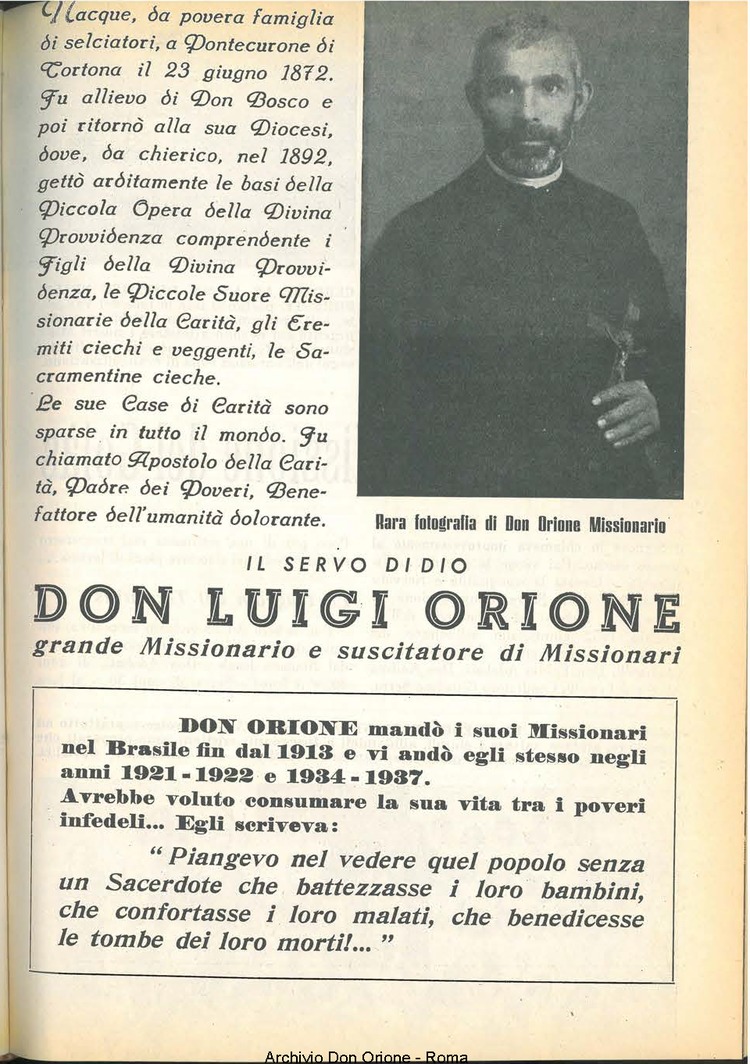 Nacque, da povera famiglia
di selciatori, a Pontecurone di
Tortona il 23 giugno 1872.
Fu allievo di Don Bosco e
poi ritornò alla sua Diocesi,
dove, da chierico, nel 1892,
gettò arditamente le basi della
Piccola Opera della Divina
Provvidenza comprendente i
Figli della Divina Provvi-
denza, le Piccole Suore Mis-
sionarie della Carità, gli Ere-
miti ciechi e veggenti, le Sa-
cramentine cieche.
Le sue Case di Carità sono
sparse in tutto il mondo. Fu
chiamato Apostolo della Cari-
tà, Padre dei Poveri, Bene-
fattore dell'umanità dolorante.
Rara fotografia di Don Orione Missionario
IL SERVO DI DIO
DON LUIGI ORIONE
grande Missionario e suscitatore di Missionari
DON ORIONE mandò i suoi Missionari
nel Brasile fin dal 1913 e vi andò egli stesso negli
anni 1921-1922 e 1934-1937.
Avrebbe voluto consumare la sua vita tra i poveri
infedeli... Egli scriveva:
“Piangevo nel vedere quel popolo senza
un Sacerdote che battezzasse i loro bambini,
che confortasse i loro malati, che benedicesse
le tombe dei loro morti!...”
Archivio Don Orione - Roma